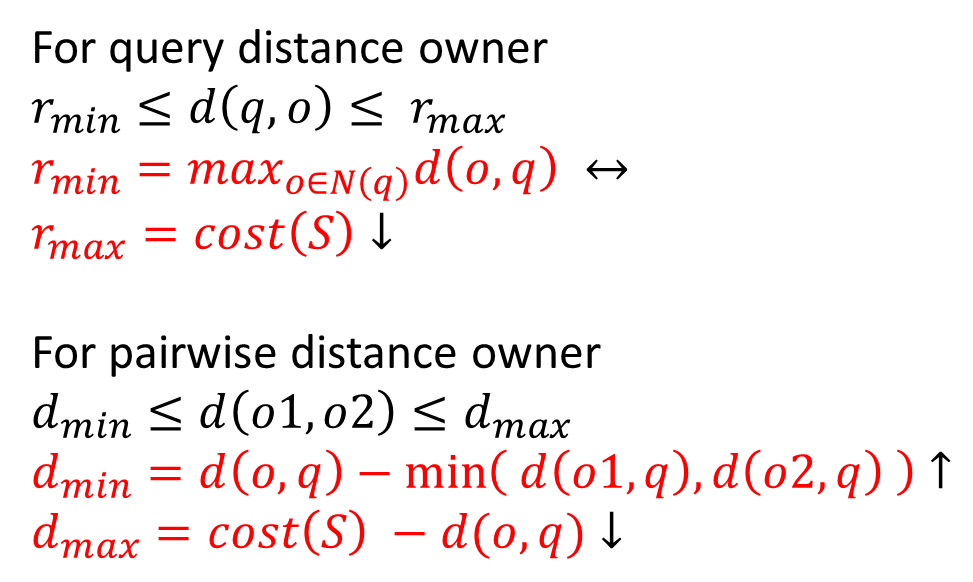 For query distance owner
r_min ≤ d(q, o) ≤ r_max
r_min = max_{o∈N(q)} d(o, q) ↔
r_max = cost(S) ↓
For pairwise distance owner
d_min ≤ d(o1, o2) ≤ d_max
d_min = d(o, q) − min( d(o1, q), d(o2, q) ) ↑
d_max = cost(S) − d(o, q) ↓